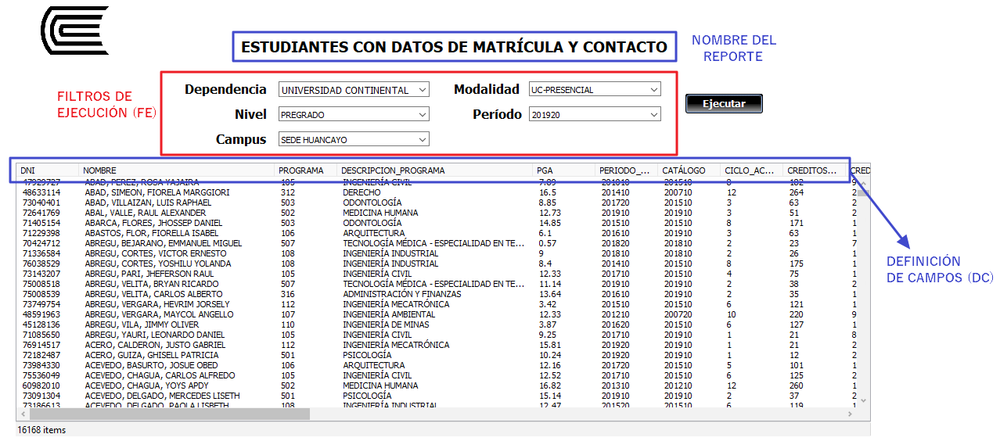 ESTUDIANTES CON DATOS DE MATRÍCULA Y CONTACTO
NOMBRE DEL
REPORTE
FILTROS DE
EJECUCIÓN (FE)
Dependencia UNIVERSIDAD CONTINENTAL Modalidad UC-PRESENCIAL
Ejecutar
Nivel PREGRADO Período 201920
Campus SEDE HUANCAYO
DNI NOMBRE PROGRAMA DESCRIPCION_PROGRAMA PGA PERIODO_... CATÁLOGO CICLO_AC... CREDITOS... CRED
47929727 ABAD, PEREZ, ROSA YAJAIRA 105 INGENIERÍA CIVIL 7.89 201010 201510 8 182 9
48633114 ABAD, SIMEON, FIORELA MARGGIORI 312 DERECHO 16.5 201410 200710 12 264 2
73040401 ABAD, VILLAIZAN, LUIS RAPHAEL 503 ODONTOLOGÍA 8.85 201720 201510 3 63 2
72641769 ABAL, VALLE, RAUL ALEXANDER 502 MEDICINA HUMANA 12.73 201910 201910 3 51 2
71405154 ABARCA, FLORES, JHOSSEP DANIEL 503 ODONTOLOGÍA 14.85 201510 201510 8 171 1
71229398 ABASTOS, FLOR, FIORELLA ISABEL 106 ARQUITECTURA 6.1 201610 201910 3 63 1
70424712 ABREGU, BEJARANO, EMMANUEL MIGUEL 507 TECNOLOGÍA MÉDICA - ESPECIALIDAD EN TE... 0.57 201820 201810 2 23 7
71336584 ABREGU, CORTES, VICTOR ERNESTO 108 INGENIERÍA INDUSTRIAL 9 201810 201810 2 26 1
76038529 ABREGU, CORTES, YOSHILU YOLANDA 108 INGENIERÍA INDUSTRIAL 8.4 201410 201510 8 175 1
73143207 ABREGU, PARI, JHEFERSON RAUL 105 INGENIERÍA CIVIL 12.33 201710 201510 4 75 1
75008518 ABREGU, VELITA, BRYAN RICARDO 507 TECNOLOGÍA MÉDICA - ESPECIALIDAD EN TE... 11.14 201910 201910 2 38 2
75008539 ABREGU, VELITA, CARLOS ALBERTO 316 ADMINISTRACIÓN Y FINANZAS 13.64 201610 201910 2 35 1
73749754 ABREGU, VERGARA, HEVRIM JORSELY 112 INGENIERÍA MECATRÓNICA 3.42 201510 201510 6 121 1
48591963 ABREGU, VERGARA, MAYCOL ANGELLO 107 INGENIERÍA AMBIENTAL 12.33 201210 200720 10 220 9
45128136 ABREGU, VILA, JIMMY OLIVER 110 INGENIERÍA DE MINAS 3.87 201620 201510 6 127 1
71085650 ABREGU, YAURI, LEONARDO DANIEL 105 INGENIERÍA CIVIL 9.25 201710 201910 1 21 8
76914517 ACERO, CALDERON, JUSTO GABRIEL 112 INGENIERÍA MECATRÓNICA 15.81 201920 201910 1 21 2
72182487 ACERO, GUIZA, GHISELL PATRICIA 501 PSICOLOGÍA 10.24 201920 201910 1 12 2
73984330 ACEVEDO, BASURTO, JOSUE OBED 106 ARQUITECTURA 12.16 201720 201510 5 101 1
75536049 ACEVEDO, CHAGUA, CARLOS ALFREDO 105 INGENIERÍA CIVIL 12.52 201710 201510 6 125 1
60982010 ACEVEDO, CHAGUA, YOYS APDY 502 MEDICINA HUMANA 16.82 201310 201210 12 260 1
73091304 ACEVEDO, DELGADO, MERCEDES LISETH 501 PSICOLOGÍA 15.14 201910 201910 2 37 2
73186613 ACEVEDO, DELGADO, PAOLA LISBETH 108 INGENIERÍA INDUSTRIAL 12.47 201520 201510 6 119 1
DEFINICIÓN
DE CAMPOS (DC)
16168 items